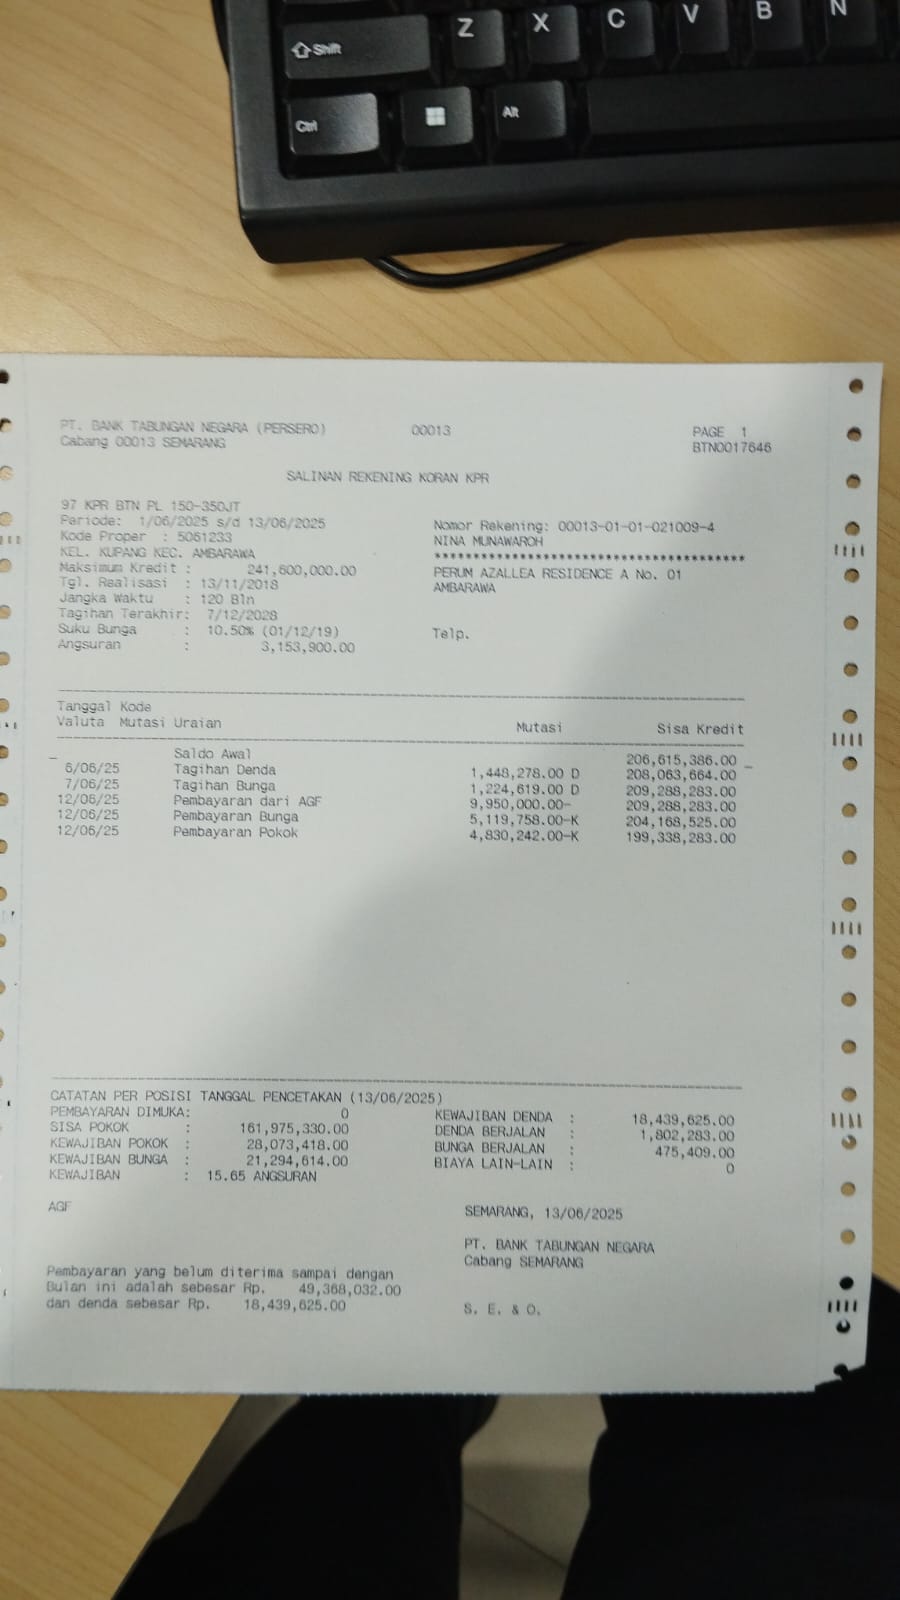 Z X C V B N
Shift
Ctrl Alt
PT. BANK TABUNGAN NEGARA (PERSERO) 00013 PAGE 1
Cabang 00013 SEMARANG BTN0017646
SALINAN REKENING KORAN KPR
97 KPR BTN PL 150-350JT
Periode: 1/06/2025 s/d 13/06/2025 Nomor Rekening: 00013-01-01-021009-4
Kode Proper : 5061233 NINA MUNAWAROH
KEL. KUPANG KEC. AMBARAWA ****************************************
Maksimum Kredit : 241,600,000.00 PERUM AZALLEA RESIDENCE A No. 01
Tgl. Realisasi : 13/11/2018 AMBARAWA
Jangka Waktu : 120 Bln
Tagihan Terakhir: 7/12/2028
Suku Bunga : 10.50% (01/12/19) Telp.
Angsuran : 3,153,900.00
Tanggal Kode
Valuta Mutasi Uraian Mutasi Sisa Kredit
Saldo Awal 206,615,386.00
6/06/25 Tagihan Denda 1,448,278.00 D 208,063,664.00
7/06/25 Tagihan Bunga 1,224,619.00 D 209,288,283.00
12/06/25 Pembayaran dari AGF 9,950,000.00- 209,288,283.00
12/06/25 Pembayaran Bunga 5,119,758.00-K 204,168,525.00
12/06/25 Pembayaran Pokok 4,830,242.00-K 199,338,283.00
CATATAN PER POSISI TANGGAL PENCETAKAN (13/06/2025)
PEMBAYARAN DIMUKA: 0 KEWAJIBAN DENDA : 18,439,625.00
SISA POKOK : 161,975,330.00 DENDA BERJALAN : 1,802,283.00
KEWAJIBAN POKOK : 28,073,418.00 BUNGA BERJALAN : 475,409.00
KEWAJIBAN BUNGA : 21,294,614.00 BIAYA LAIN-LAIN : 0
KEWAJIBAN : 15.65 ANGSURAN
AGF SEMARANG, 13/06/2025
PT. BANK TABUNGAN NEGARA
Cabang SEMARANG
Pembayaran yang belum diterima sampai dengan
Bulan ini adalah sebesar Rp. 49,368,032.00
dan denda sebesar Rp. 18,439,625.00 S. E. & O.